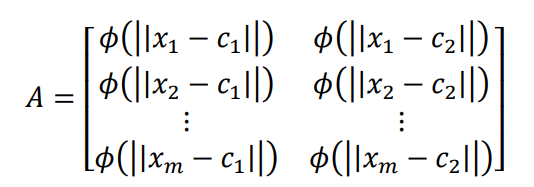 ϕ(||x₁ − c₁||) ϕ(||x₁ − c₂||)
A = ϕ(||x₂ − c₁||) ϕ(||x₂ − c₂||)
⋮ ⋮
ϕ(||xₘ − c₁||) ϕ(||xₘ − c₂||)